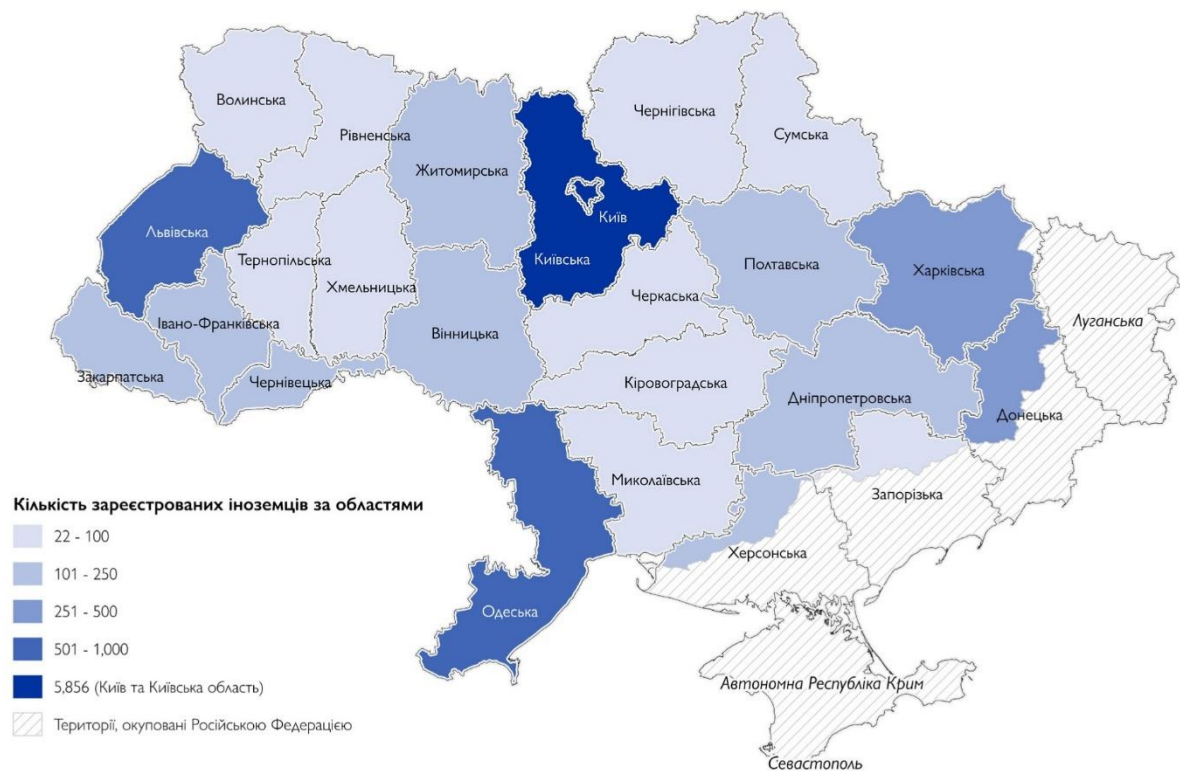 Волинська
Рівненська
Житомирська
Чернігівська
Сумська
Київ
Київська
Львівська
Тернопільська
Хмельницька
Івано-Франківська
Закарпатська
Чернівецька
Вінницька
Черкаська
Полтавська
Харківська
Луганська
Кіровоградська
Дніпропетровська
Донецька
Миколаївська
Запорізька
Херсонська
Одеська
Автономна Республіка Крим
Севастополь
Кількість зареєстрованих іноземців за областями
22 - 100
101 - 250
251 - 500
501 - 1,000
5,856 (Київ та Київська область)
Території, окуповані Російською Федерацією